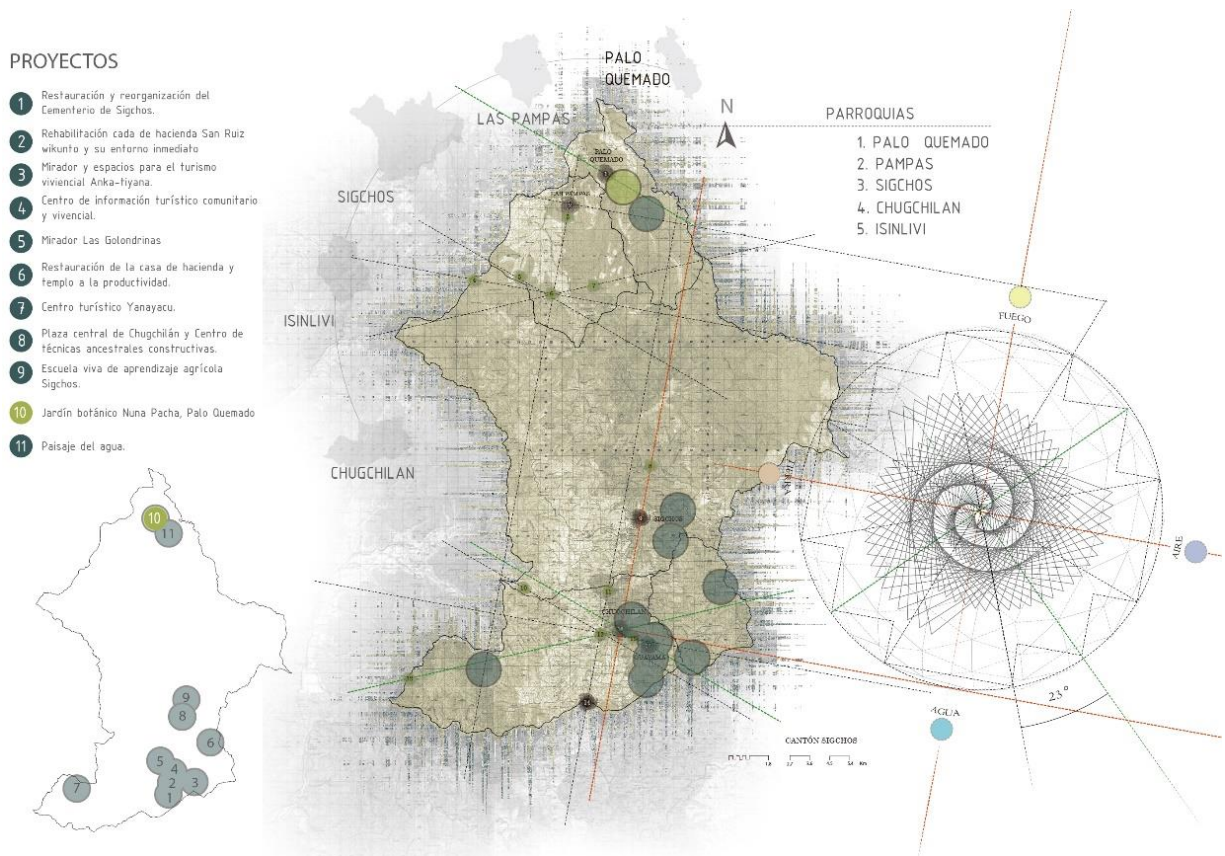 PROYECTOS
1 Restauración y reorganización del
Cementerio de Sigchos.
2 Rehabilitación cada de hacienda San Ruiz
wikunto y su entorno inmediato
3 Mirador y espacios para el turismo
viviencial Anka-tiyana.
4 Centro de información turístico comunitario
y vivencial.
5 Mirador Las Golondrinas
6 Restauración de la casa de hacienda y
templo a la productividad.
7 Centro turístico Yanayacu.
8 Plaza central de Chugchilán y Centro de
técnicas ancestrales constructivas.
9 Escuela viva de aprendizaje agrícola
Sigchos.
10 Jardín botánico Nuna Pacha, Palo Quemado
11 Paisaje del agua.
10
11
9
8
6
5
4
3
7
2
1
PALO
QUEMADO
LAS PAMPAS
SIGCHOS
ISINLIVI
CHUGCHILAN
N
PARROQUIAS
1. PALO QUEMADO
2. PAMPAS
3. SIGCHOS
4. CHUGCHILAN
5. ISINLIVI
PALO
QUEMADO
SIGCHOS
CHUGCHILAN
FUEGO
AIRE
AGUA
23°
CANTÓN SIGCHOS
Km